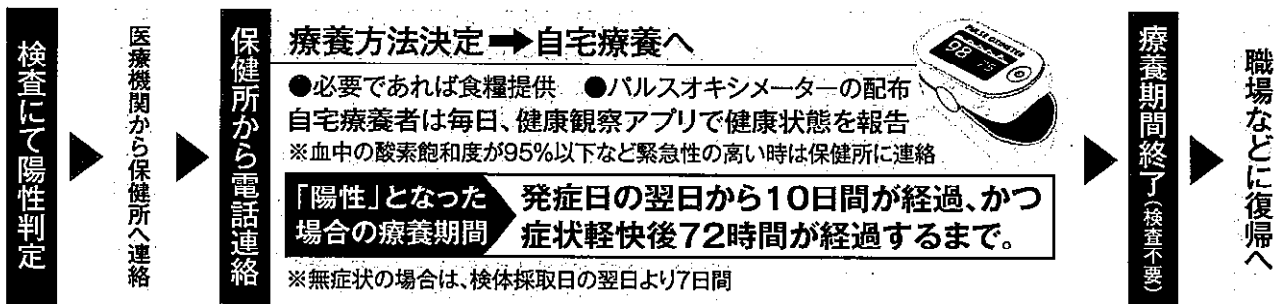 検査にて陽性判定
医療機関から保健所へ連絡
保健所から電話連絡
療養方法決定➡自宅療養へ
●必要であれば食糧提供　●パルスオキシメーターの配布
自宅療養者は毎日、健康観察アプリで健康状態を報告
※血中の酸素飽和度が95%以下など緊急性の高い時は保健所に連絡
「陽性」となった
場合の療養期間
発症日の翌日から10日間が経過、かつ
症状軽快後72時間が経過するまで。
※無症状の場合は、検体採取日の翌日より7日間
PULSE OXIMETER
98
75
療養期間終了(検査不要)
職場などに復帰へ